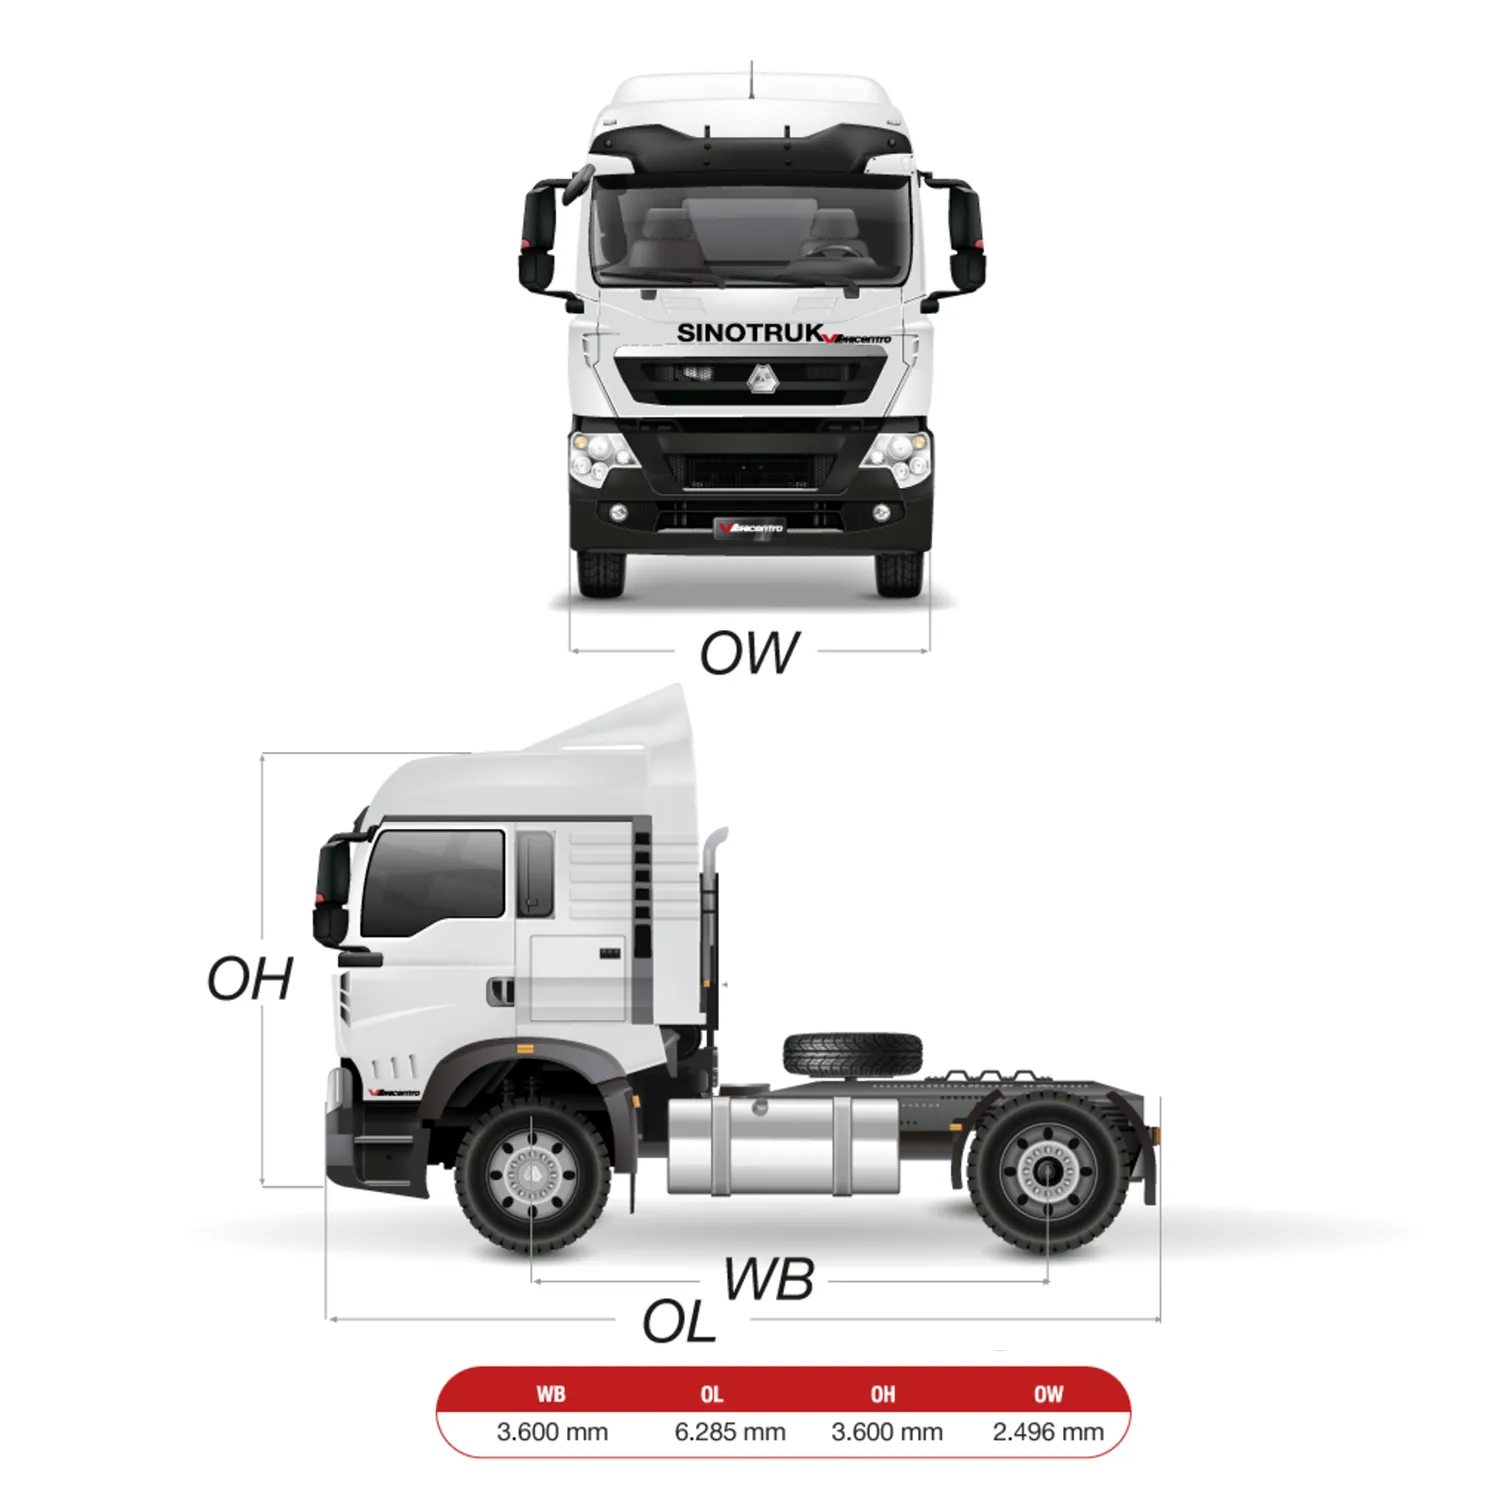 SINOTRUK Vehicentro
Vehicentro
OW
OH
Vehicentro
WB
OL
WB OL OH OW
3.600 mm 6.285 mm 3.600 mm 2.496 mm